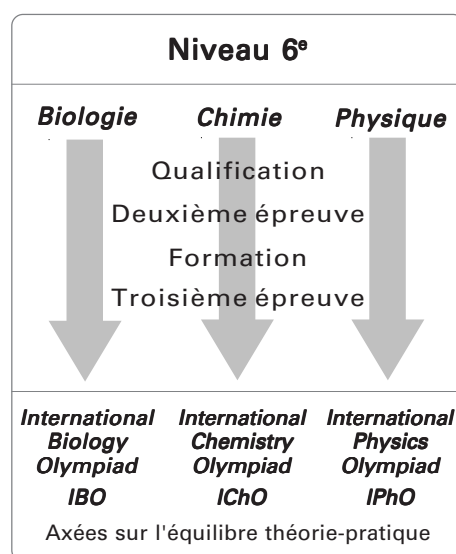 Niveau 6e
Biologie Chimie Physique
Qualification
Deuxième épreuve
Formation
Troisième épreuve
International International International
Biology Chemistry Physics
Olympiad Olympiad Olympiad
IBO IChO IPhO
Axées sur l'équilibre théorie-pratique